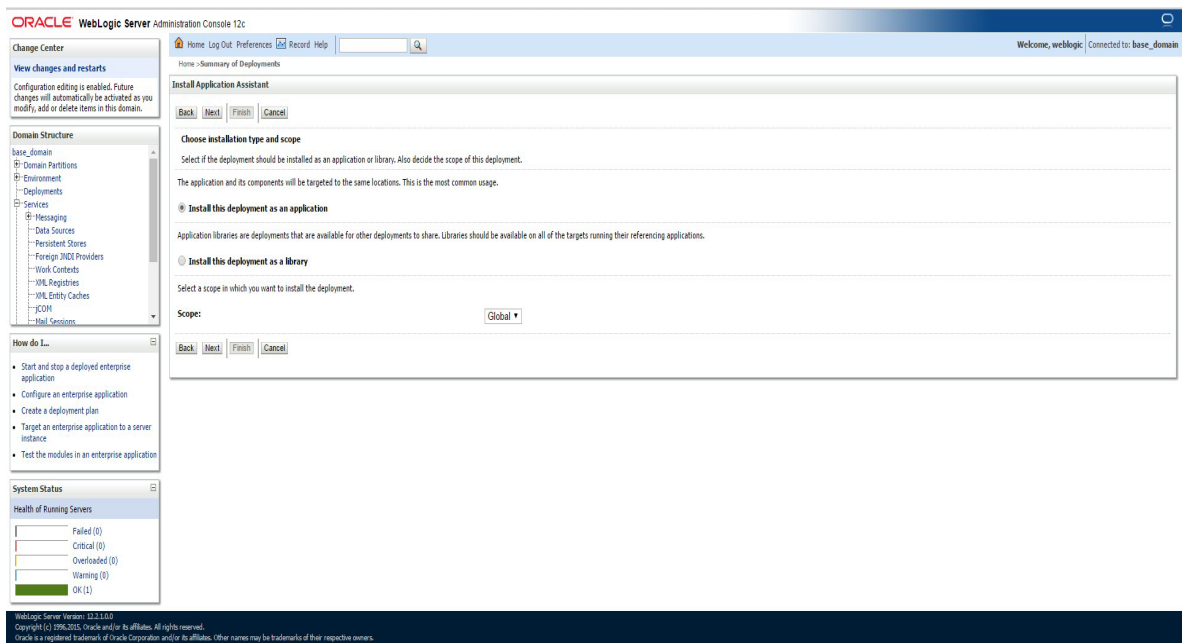 ORACLE WebLogic Server Administration Console 12c
Change Center
View changes and restarts
Configuration editing is enabled. Future
changes will automatically be activated as you
modify, add or delete items in this domain.
Domain Structure
base_domain
Domain Partitions
Environment
Deployments
Services
Messaging
Data Sources
Persistent Stores
Foreign JNDI Providers
Work Contexts
XML Registries
XML Entity Caches
jCOM
Mail Sessions
How do I...
Start and stop a deployed enterprise
application
Configure an enterprise application
Create a deployment plan
Target an enterprise application to a server
instance
Test the modules in an enterprise application
System Status
Health of Running Servers
Failed (0)
Critical (0)
Overloaded (0)
Warning (0)
OK (1)
Home Log Out Preferences Record Help
Welcome, weblogic Connected to: base_domain
Home >Summary of Deployments
Install Application Assistant
Back Next Finish Cancel
Choose installation type and scope
Select if the deployment should be installed as an application or library. Also decide the scope of this deployment.
The application and its components will be targeted to the same locations. This is the most common usage.
Install this deployment as an application
Application libraries are deployments that are available for other deployments to share. Libraries should be available on all of the targets running their referencing applications.
Install this deployment as a library
Select a scope in which you want to install the deployment.
Scope: Global
Back Next Finish Cancel
WebLogic Server Version: 12.2.1.0.0
Copyright (c) 1996,2015, Oracle and/or its affiliates. All rights reserved.
Oracle is a registered trademark of Oracle Corporation and/or its affiliates. Other names may be trademarks of their respective owners.